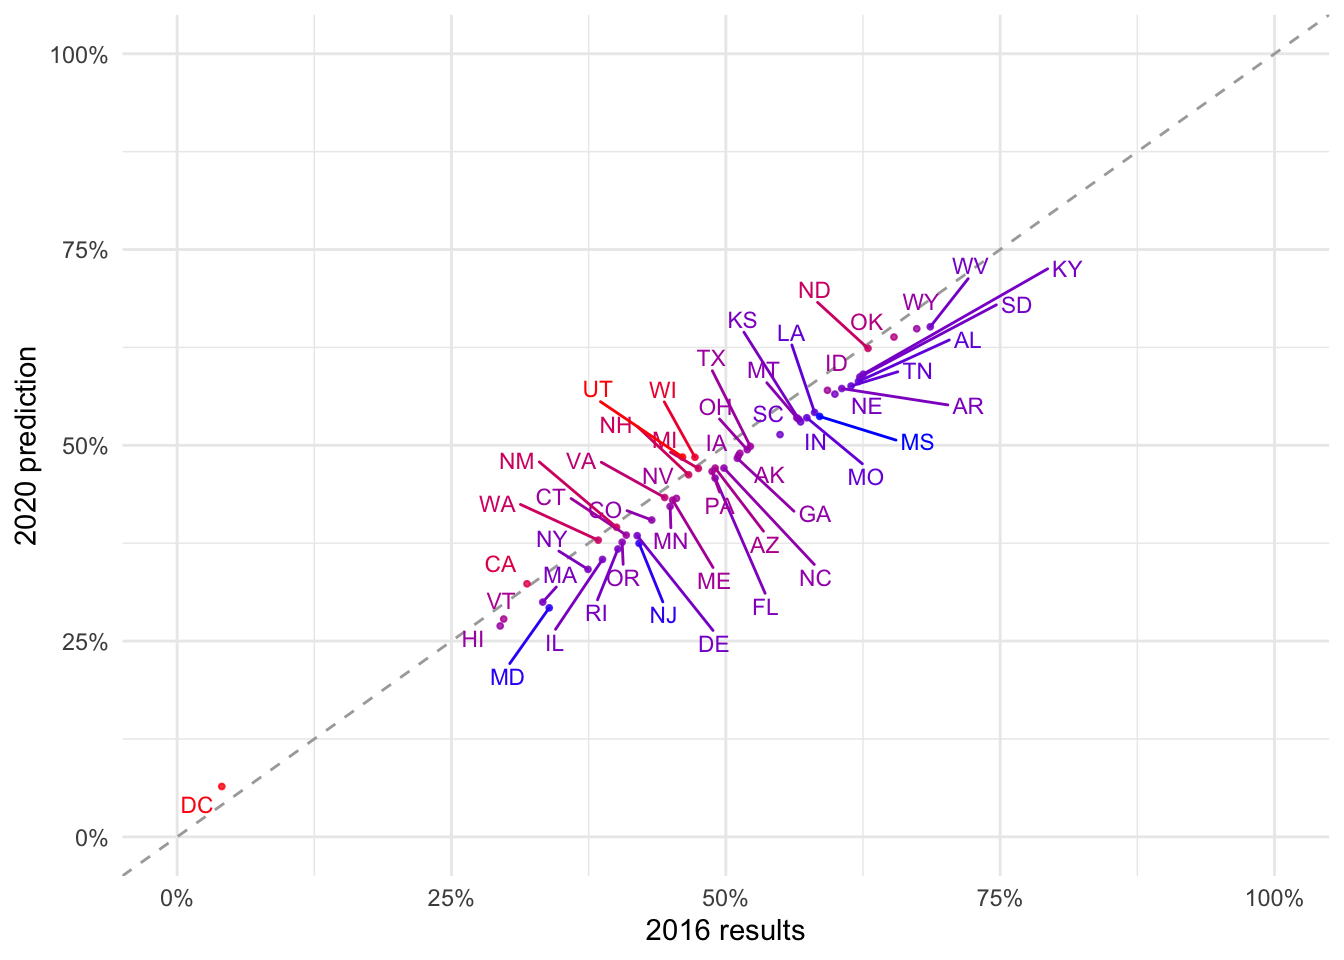 100%
75%
50%
25%
0%
2020 prediction
WV
KY
ND
WY
SD
KS
OK
LA
AL
TX
MT
ID
TN
UT
WI
OH
SC
NE
AR
NH
MI
IA
IN
MS
NM
VA
NV
AK
MO
WA
CT
CO
PA
GA
NY
MN
AZ
CA
MA
OR
ME
NC
VT
RI
NJ
FL
HI
IL
DE
MD
DC
0% 25% 50% 75% 100%
2016 results